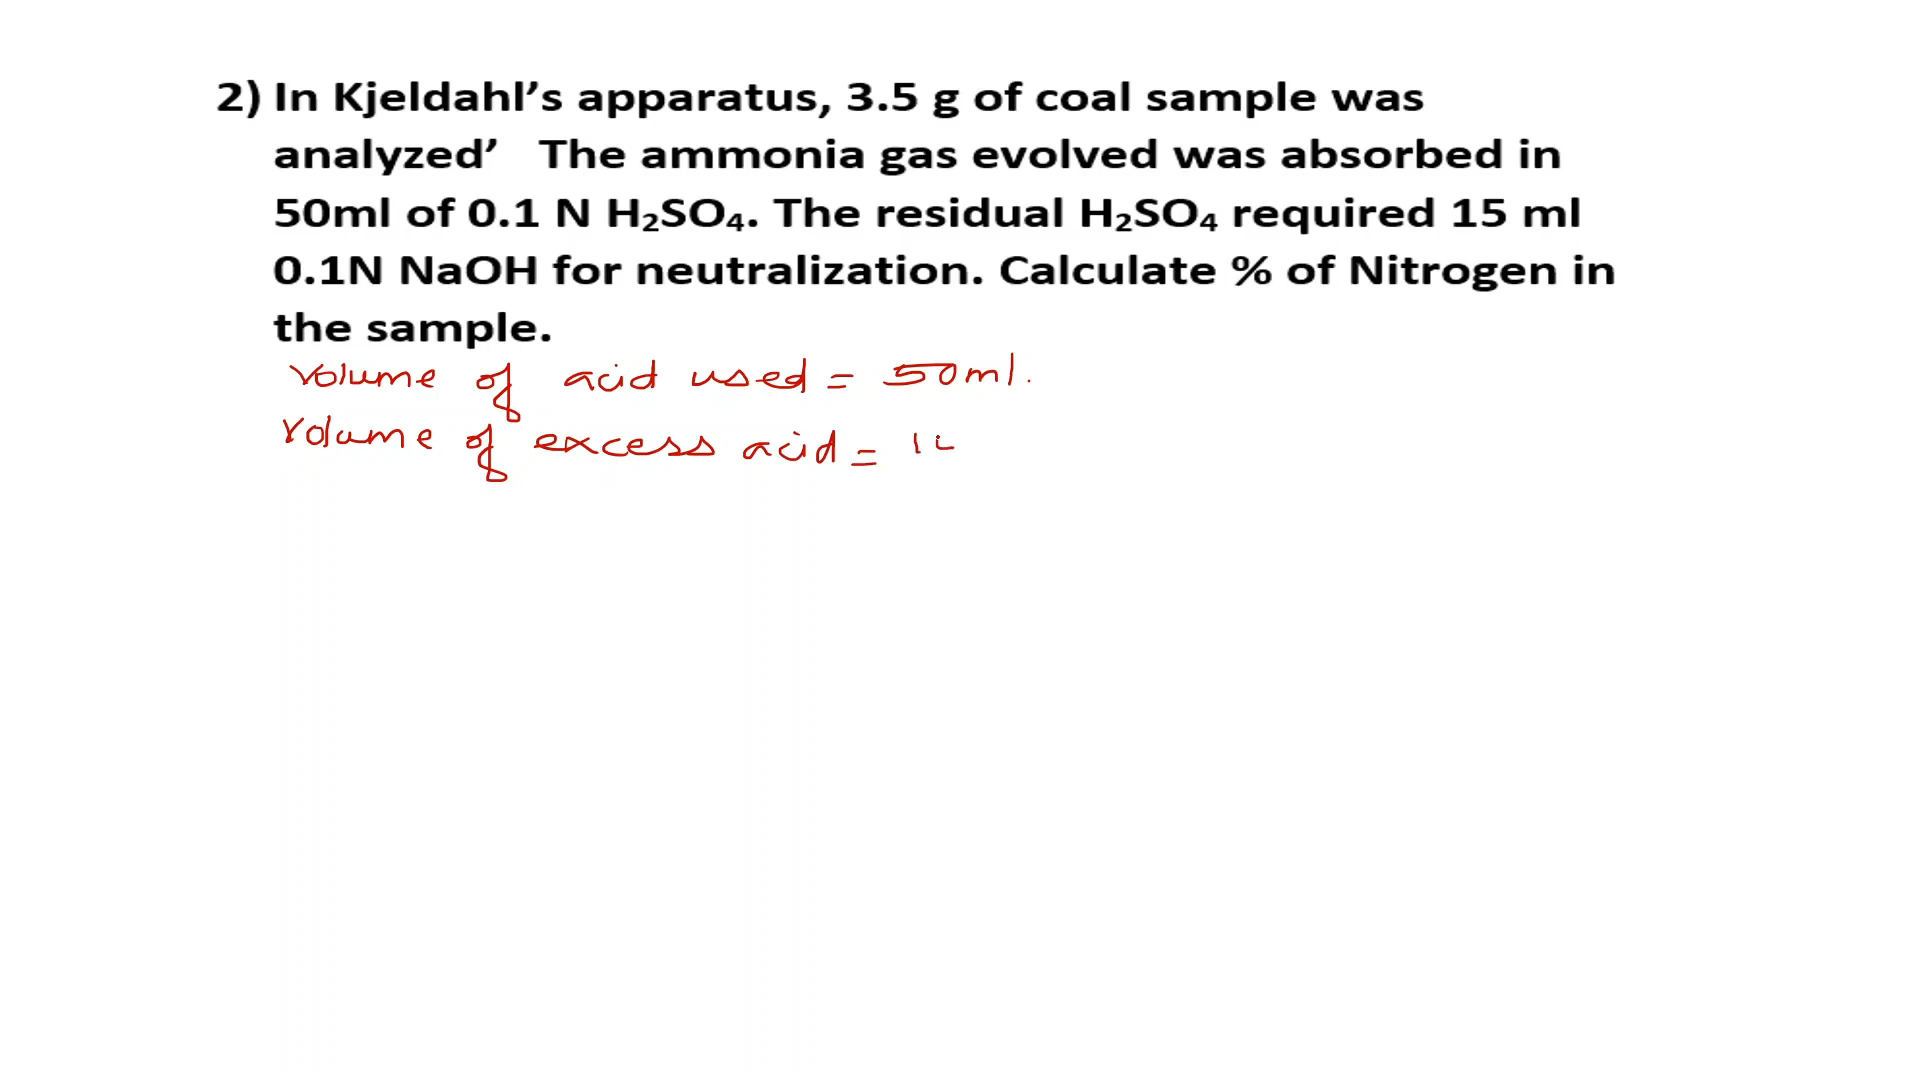 2) In Kjeldahl’s apparatus, 3.5 g of coal sample was
analyzed’ The ammonia gas evolved was absorbed in
50ml of 0.1 N H₂SO₄. The residual H₂SO₄ required 15 ml
0.1N NaOH for neutralization. Calculate % of Nitrogen in
the sample.
Volume of acid used = 50ml.
Volume of excess acid = 1